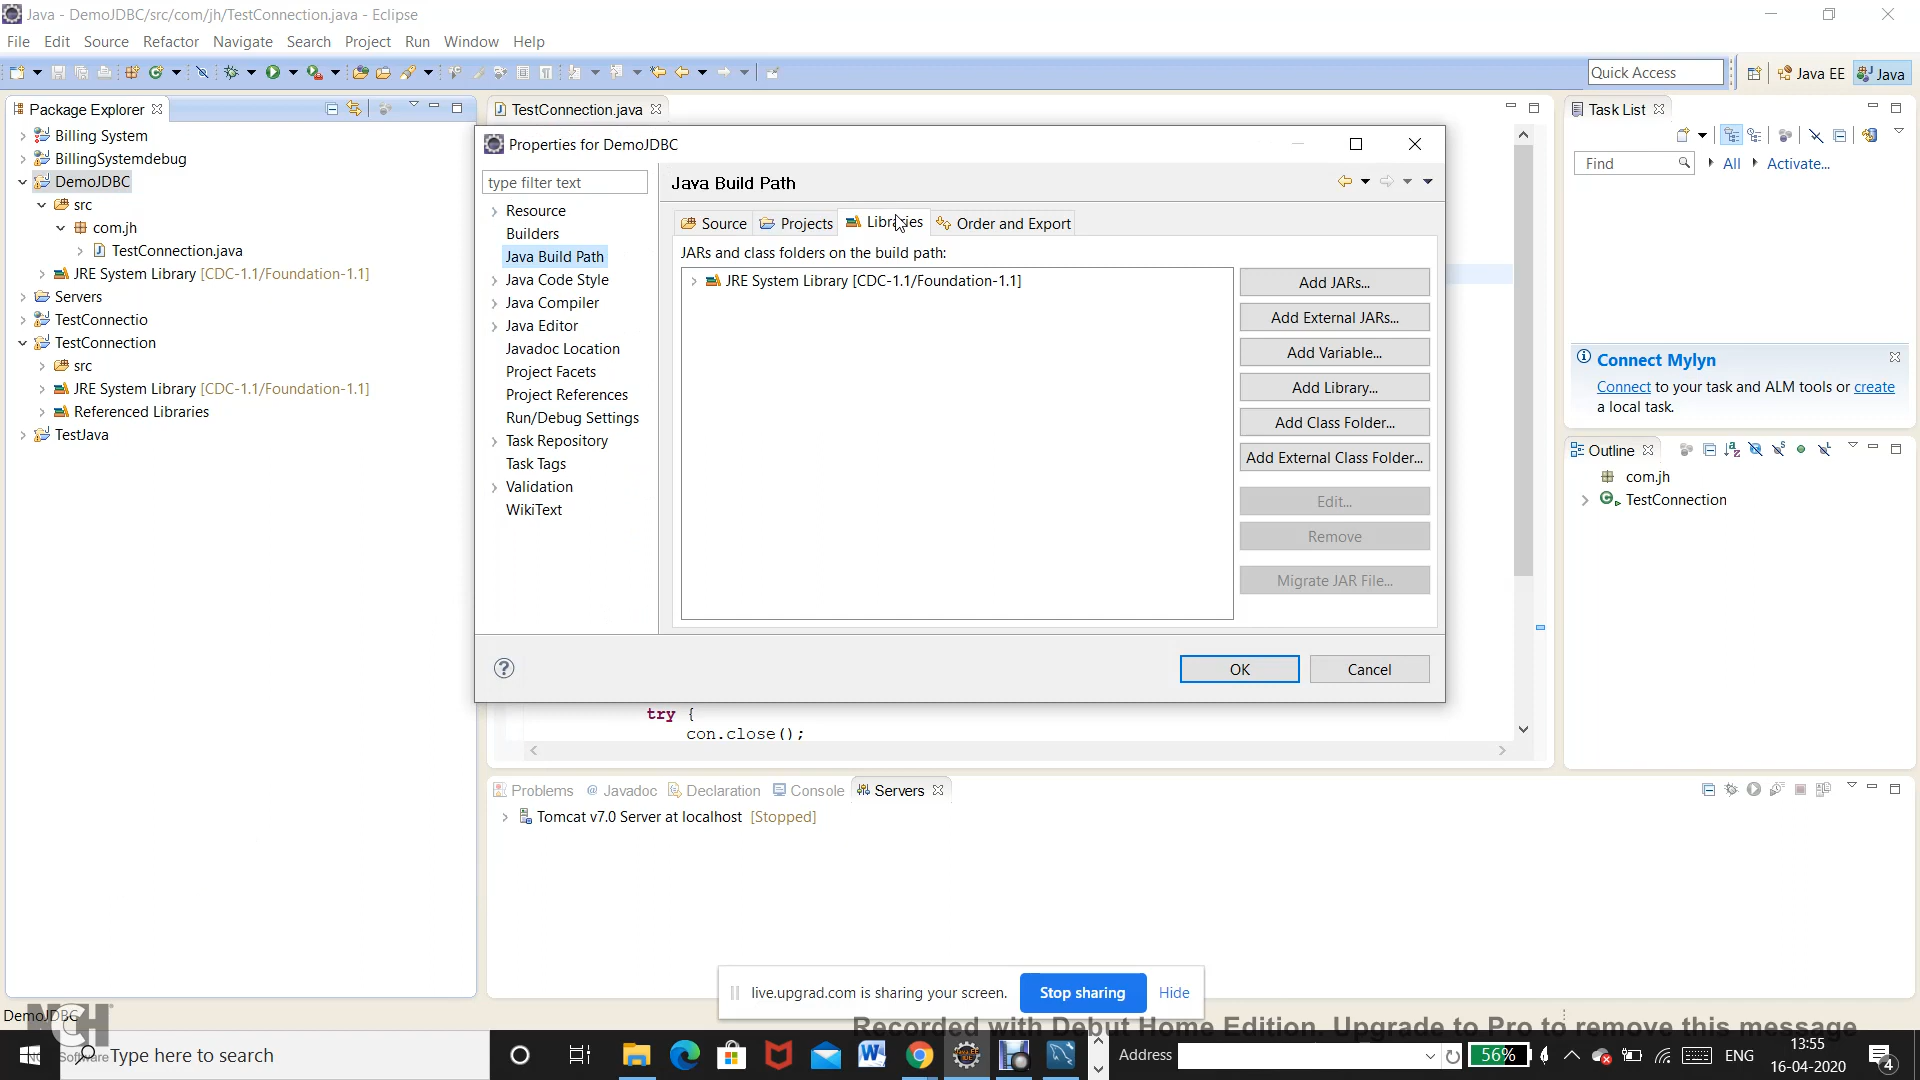 Java - DemoJDBC/src/com/jh/TestConnection.java - Eclipse
File Edit Source Refactor Navigate Search Project Run Window Help
Quick Access
Java EE
Java
Package Explorer
Billing System
BillingSystemdebug
DemoJDBC
src
com.jh
TestConnection.java
JRE System Library [CDC-1.1/Foundation-1.1]
Servers
TestConnectio
TestConnection
src
JRE System Library [CDC-1.1/Foundation-1.1]
Referenced Libraries
TestJava
TestConnection.java
Properties for DemoJDBC
type filter text
Resource
Builders
Java Build Path
Java Code Style
Java Compiler
Java Editor
Javadoc Location
Project Facets
Project References
Run/Debug Settings
Task Repository
Task Tags
Validation
WikiText
Java Build Path
Source Projects Libraries Order and Export
JARs and class folders on the build path:
JRE System Library [CDC-1.1/Foundation-1.1]
Add JARs...
Add External JARs...
Add Variable...
Add Library...
Add Class Folder...
Add External Class Folder...
Edit...
Remove
Migrate JAR File...
OK
Cancel
try {
con.close();
Task List
Find
All
Activate...
Connect Mylyn
Connect to your task and ALM tools or create
a local task.
Outline
com.jh
TestConnection
Problems @ Javadoc Declaration Console Servers
Tomcat v7.0 Server at localhost [Stopped]
live.upgrad.com is sharing your screen.
Stop sharing
Hide
DemoJDBC
NCH
Software
Recorded with Debut Home Edition. Upgrade to Pro to remove this message
Type here to search
Address
56%
ENG
13:55
16-04-2020
4